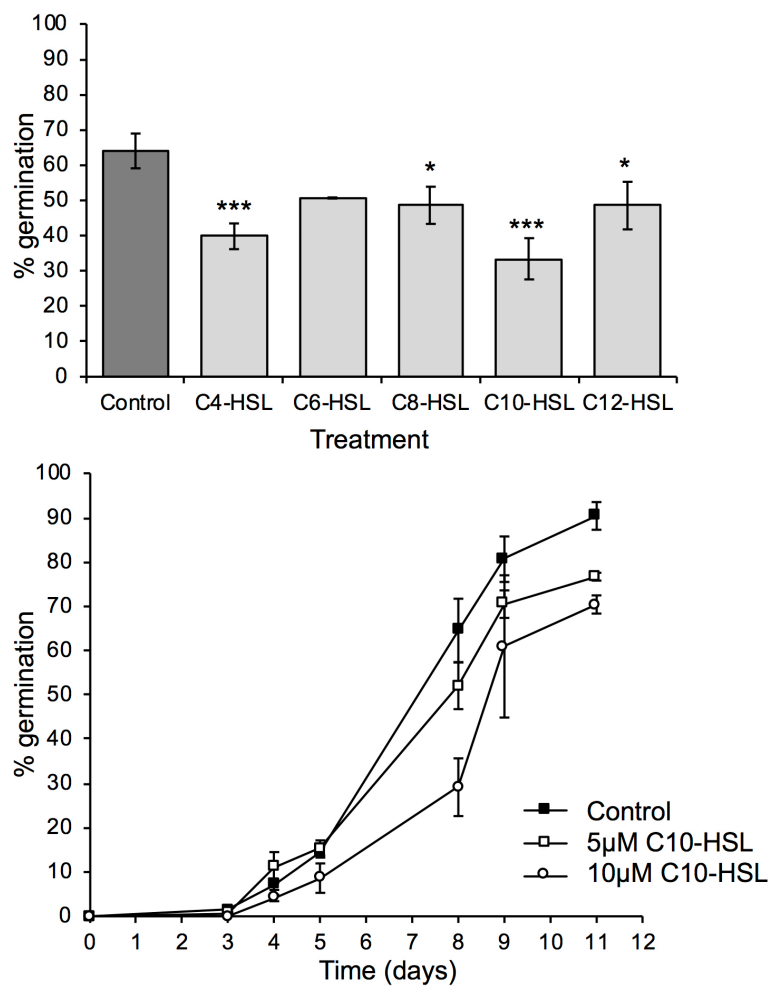 100
90
80
70
60
50
40
30
20
10
0
% germination
***
*
***
*
Control C4-HSL C6-HSL C8-HSL C10-HSL C12-HSL
Treatment
100
90
80
70
60
50
40
30
20
10
0
% germination
Control
5µM C10-HSL
10µM C10-HSL
0 1 2 3 4 5 6 7 8 9 10 11 12
Time (days)